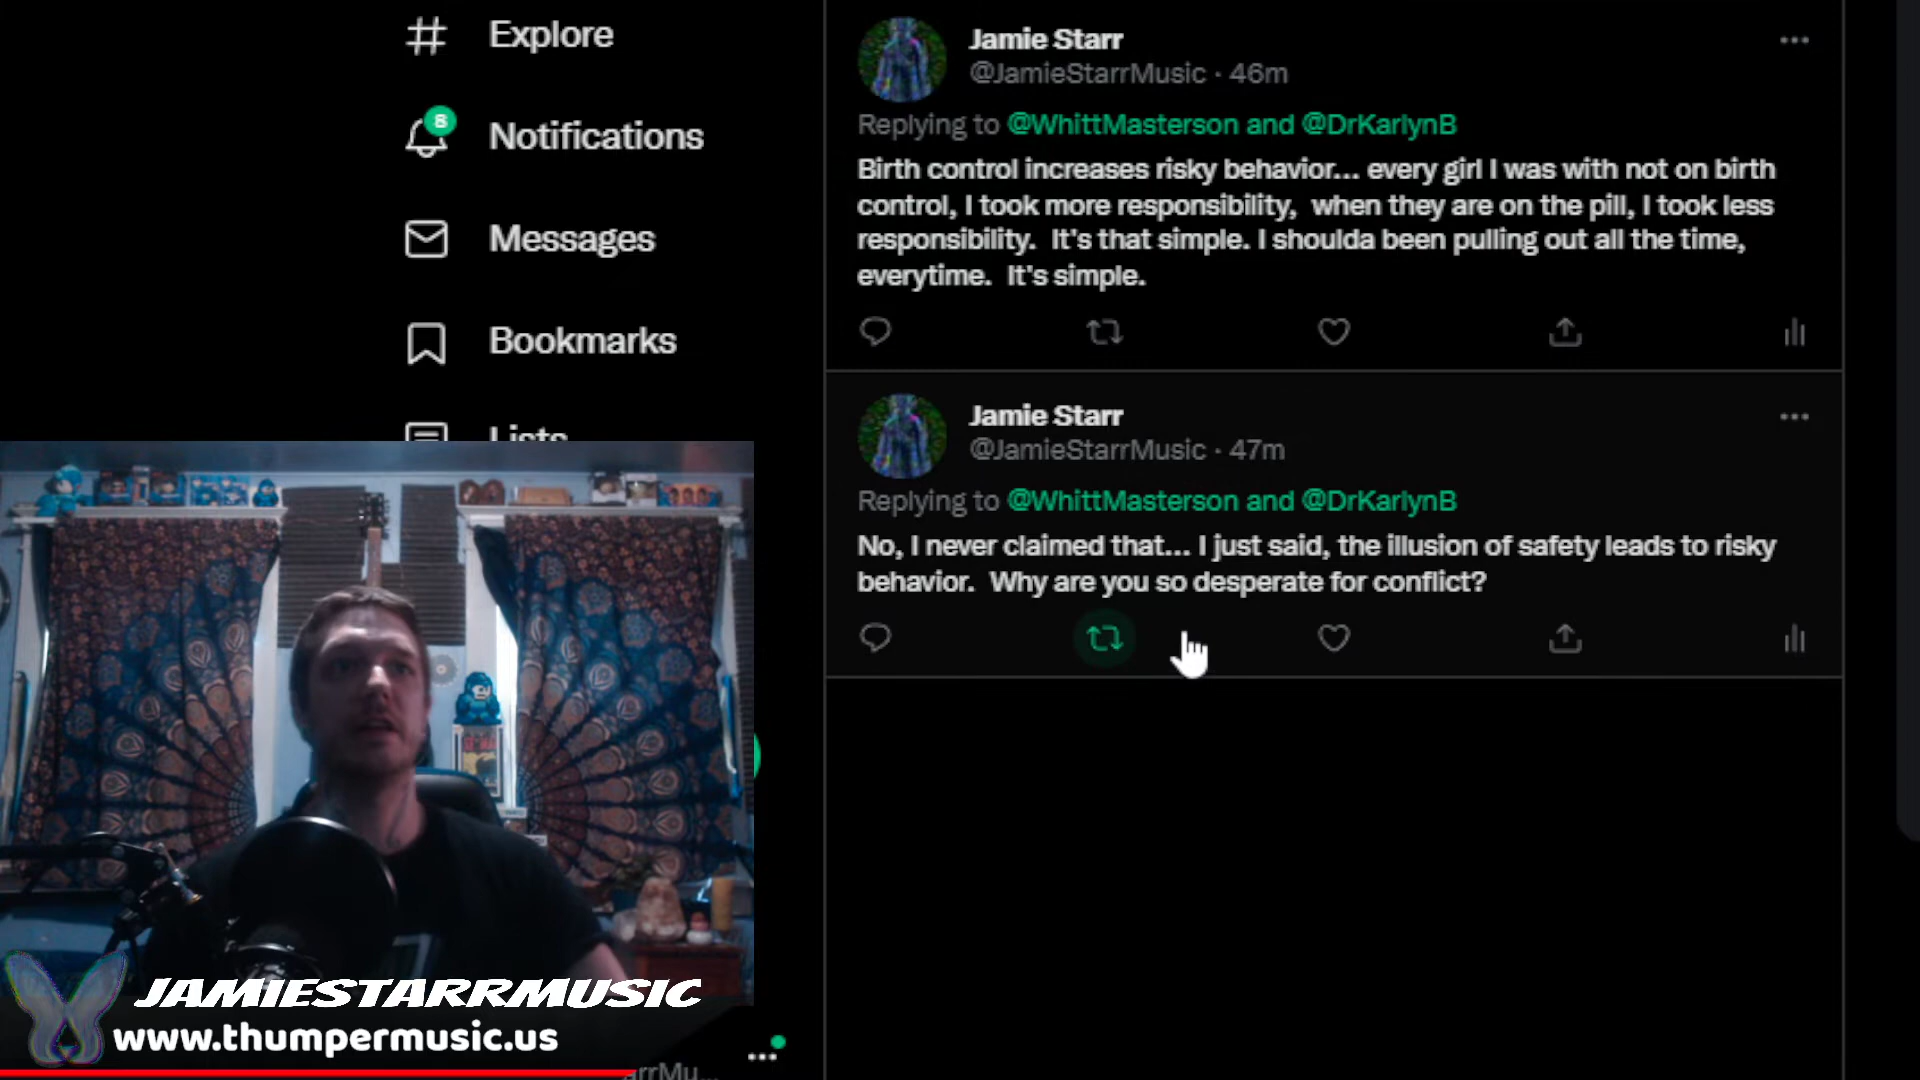 Explore
8
Notifications
Messages
Bookmarks
Lists
Jamie Starr
@JamieStarrMusic · 46m
Replying to @WhittMasterson and @DrKarlynB
Birth control increases risky behavior... every girl I was with not on birth
control, I took more responsibility,  when they are on the pill, I took less
responsibility.  It's that simple. I shoulda been pulling out all the time,
everytime.  It's simple.
Jamie Starr
@JamieStarrMusic · 47m
Replying to @WhittMasterson and @DrKarlynB
No, I never claimed that... I just said, the illusion of safety leads to risky
behavior.  Why are you so desperate for conflict?
JAMIESTARRMUSIC
www.thumpermusic.us
arrMu...